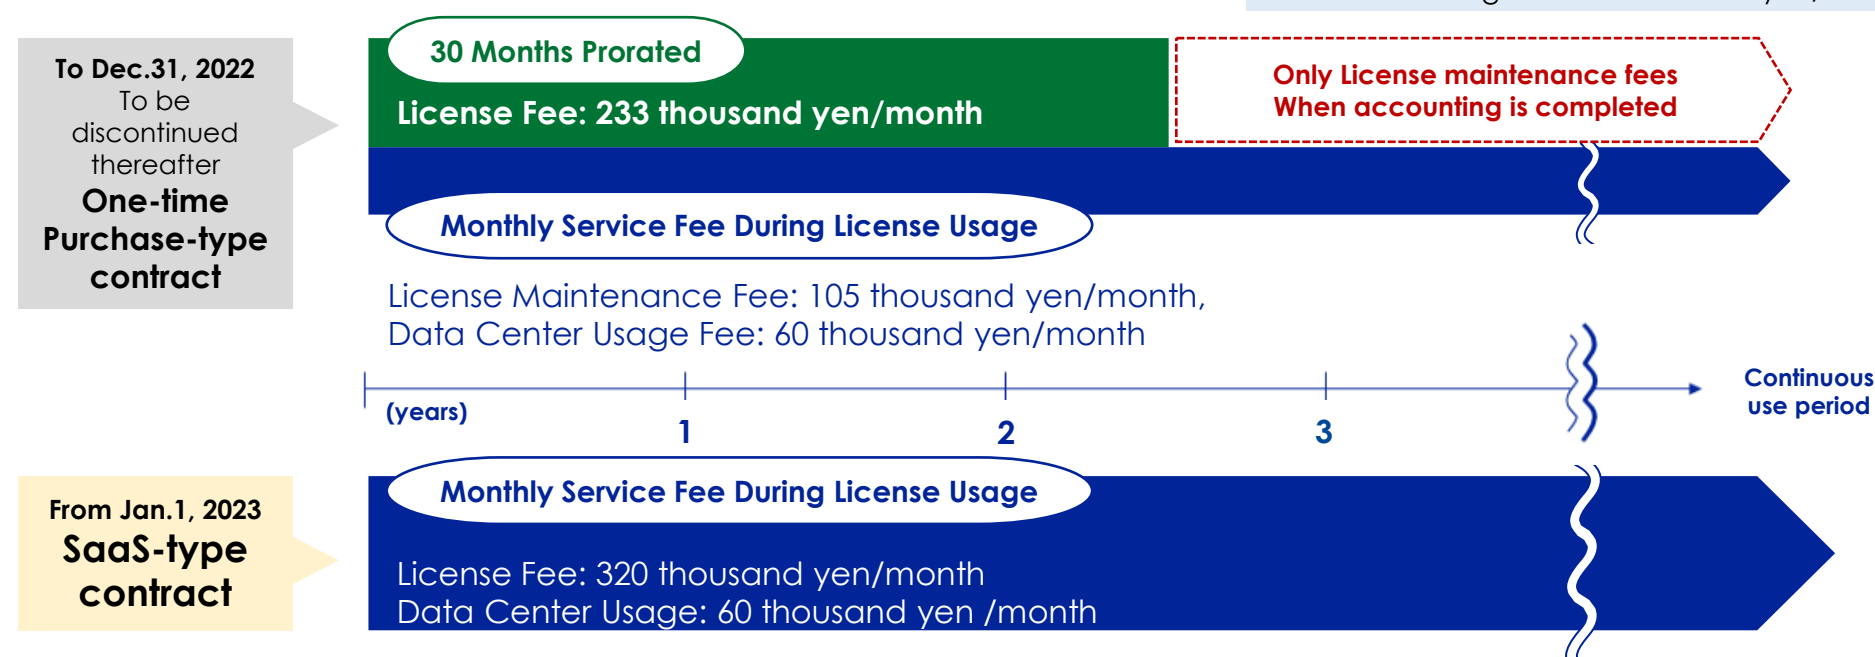 To Dec.31, 2022
To be
discontinued
thereafter
One-time
Purchase-type
contract
30 Months Prorated
License Fee: 233 thousand yen/month
Only License maintenance fees
When accounting is completed
Monthly Service Fee During License Usage
License Maintenance Fee: 105 thousand yen/month,
Data Center Usage Fee: 60 thousand yen/month
(years)
1
2
3
Continuous
use period
From Jan.1, 2023
SaaS-type
contract
Monthly Service Fee During License Usage
License Fee: 320 thousand yen/month
Data Center Usage: 60 thousand yen /month